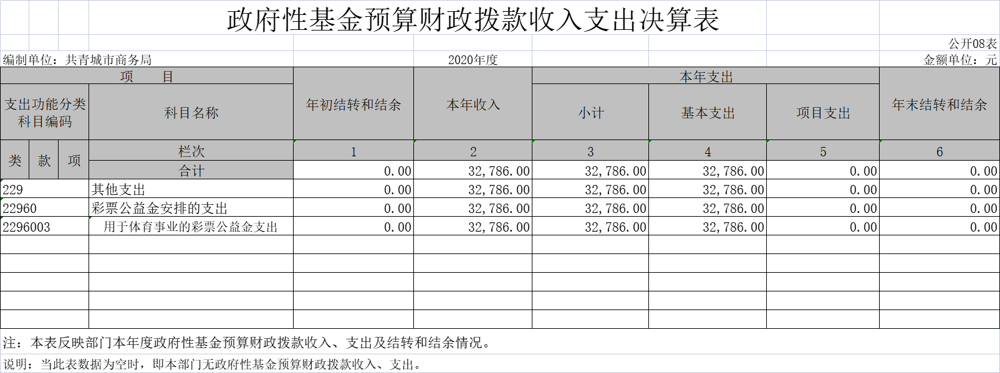 政府性基金预算财政拨款收入支出决算表
公开08表
编制单位：共青城市商务局 2020年度 金额单位：元
项 目 年初结转和结余 本年收入 本年支出 年末结转和结余
支出功能分类科目编码 科目名称 小计 基本支出 项目支出
类 款 项 栏次 1 2 3 4 5 6
合计 0.00 32,786.00 32,786.00 32,786.00 0.00 0.00
229 其他支出 0.00 32,786.00 32,786.00 32,786.00 0.00 0.00
22960 彩票公益金安排的支出 0.00 32,786.00 32,786.00 32,786.00 0.00 0.00
2296003 用于体育事业的彩票公益金支出 0.00 32,786.00 32,786.00 32,786.00 0.00 0.00
注：本表反映部门本年度政府性基金预算财政拨款收入、支出及结转和结余情况。
说明：当此表数据为空时，即本部门无政府性基金预算财政拨款收入、支出。